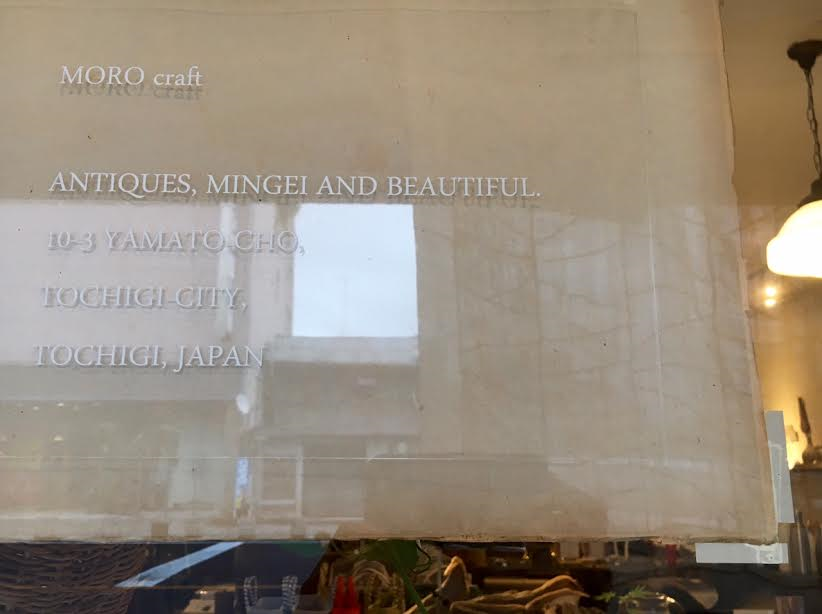 MORO craft
ANTIQUES, MINGEI AND BEAUTIFUL.
10-3 YAMATO-CHO,
TOCHIGI-CITY,
TOCHIGI, JAPAN